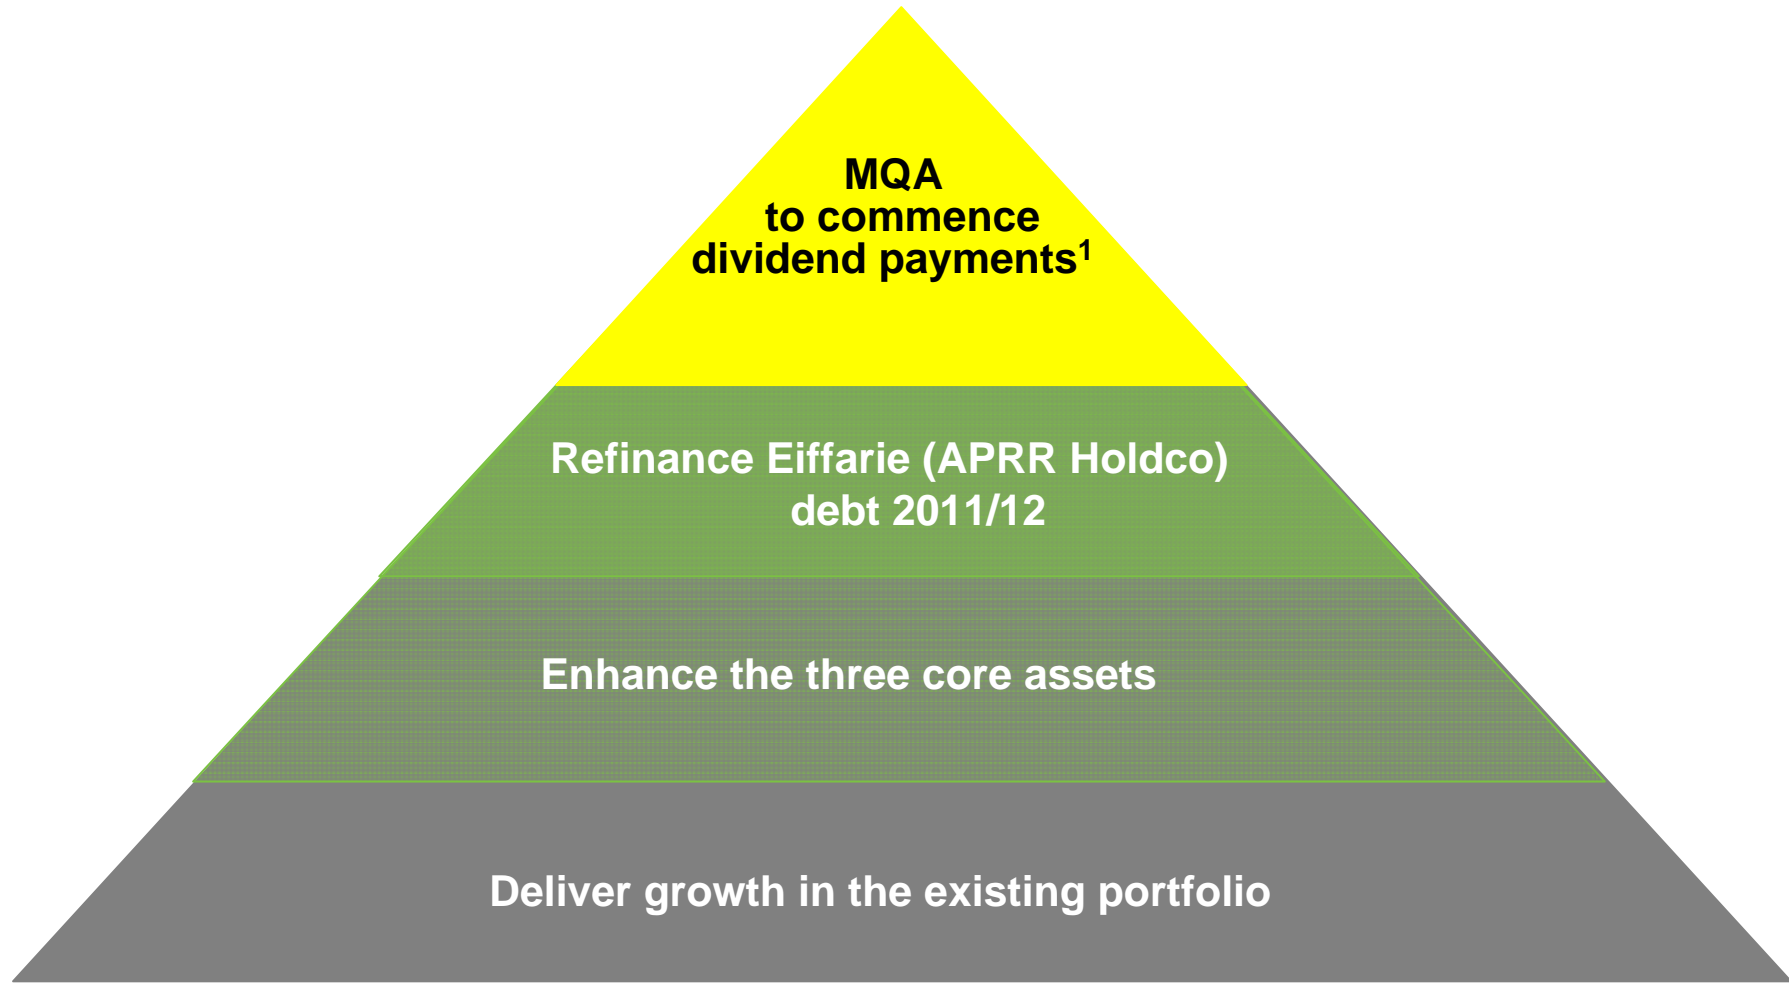 MQA
to commence
dividend payments¹
Refinance Eiffarie (APRR Holdco)
debt 2011/12
Enhance the three core assets
Deliver growth in the existing portfolio